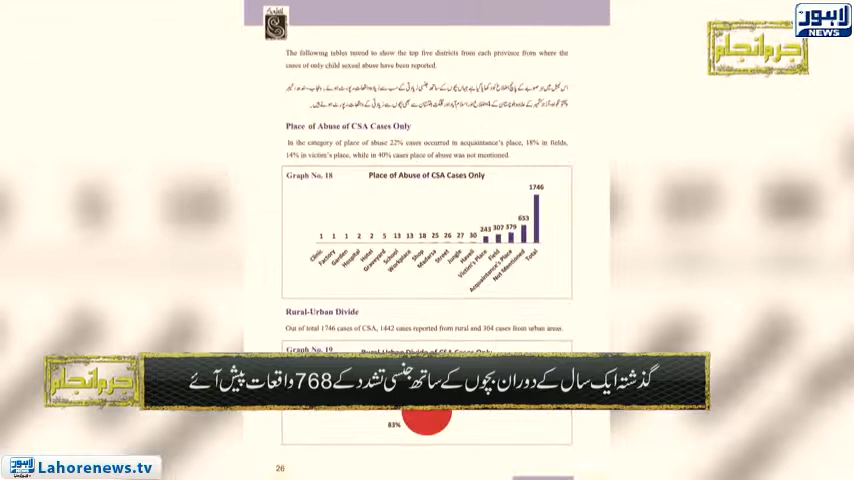 لاہور
NEWS
جرم انجام
The following tables intend to show the top five districts from each province from where the
cases of only child sexual abuse have been reported.
Place of Abuse of CSA Cases Only
In the category of place of abuse 22% cases occurred in acquaintance's place, 18% in fields,
14% in victim's place, while in 40% cases place of abuse was not mentioned.
Graph No. 18
Place of Abuse of CSA Cases Only
1 1 1 2 2 5 13 13 18 25 26 27 30 243 307 379 653 1746
Clinic Factory Garden Hospital Hotel Graveyard School Workplace Shop Madarsa Street Jungle Haveli Victim's Place Field Acquaintance's Place Not Mentioned Total
Rural-Urban Divide
Out of total 1746 cases of CSA, 1442 cases reported from rural and 304 cases from urban areas.
Graph No. 19
Rural-Urban Divide of CSA Cases Only
جرم انجام
گذشتہ ایک سال کے دوران بچوں کے ساتھ جنسی تشدد کے 768 واقعات پیش آئے
83%
26
Lahorenews.tv